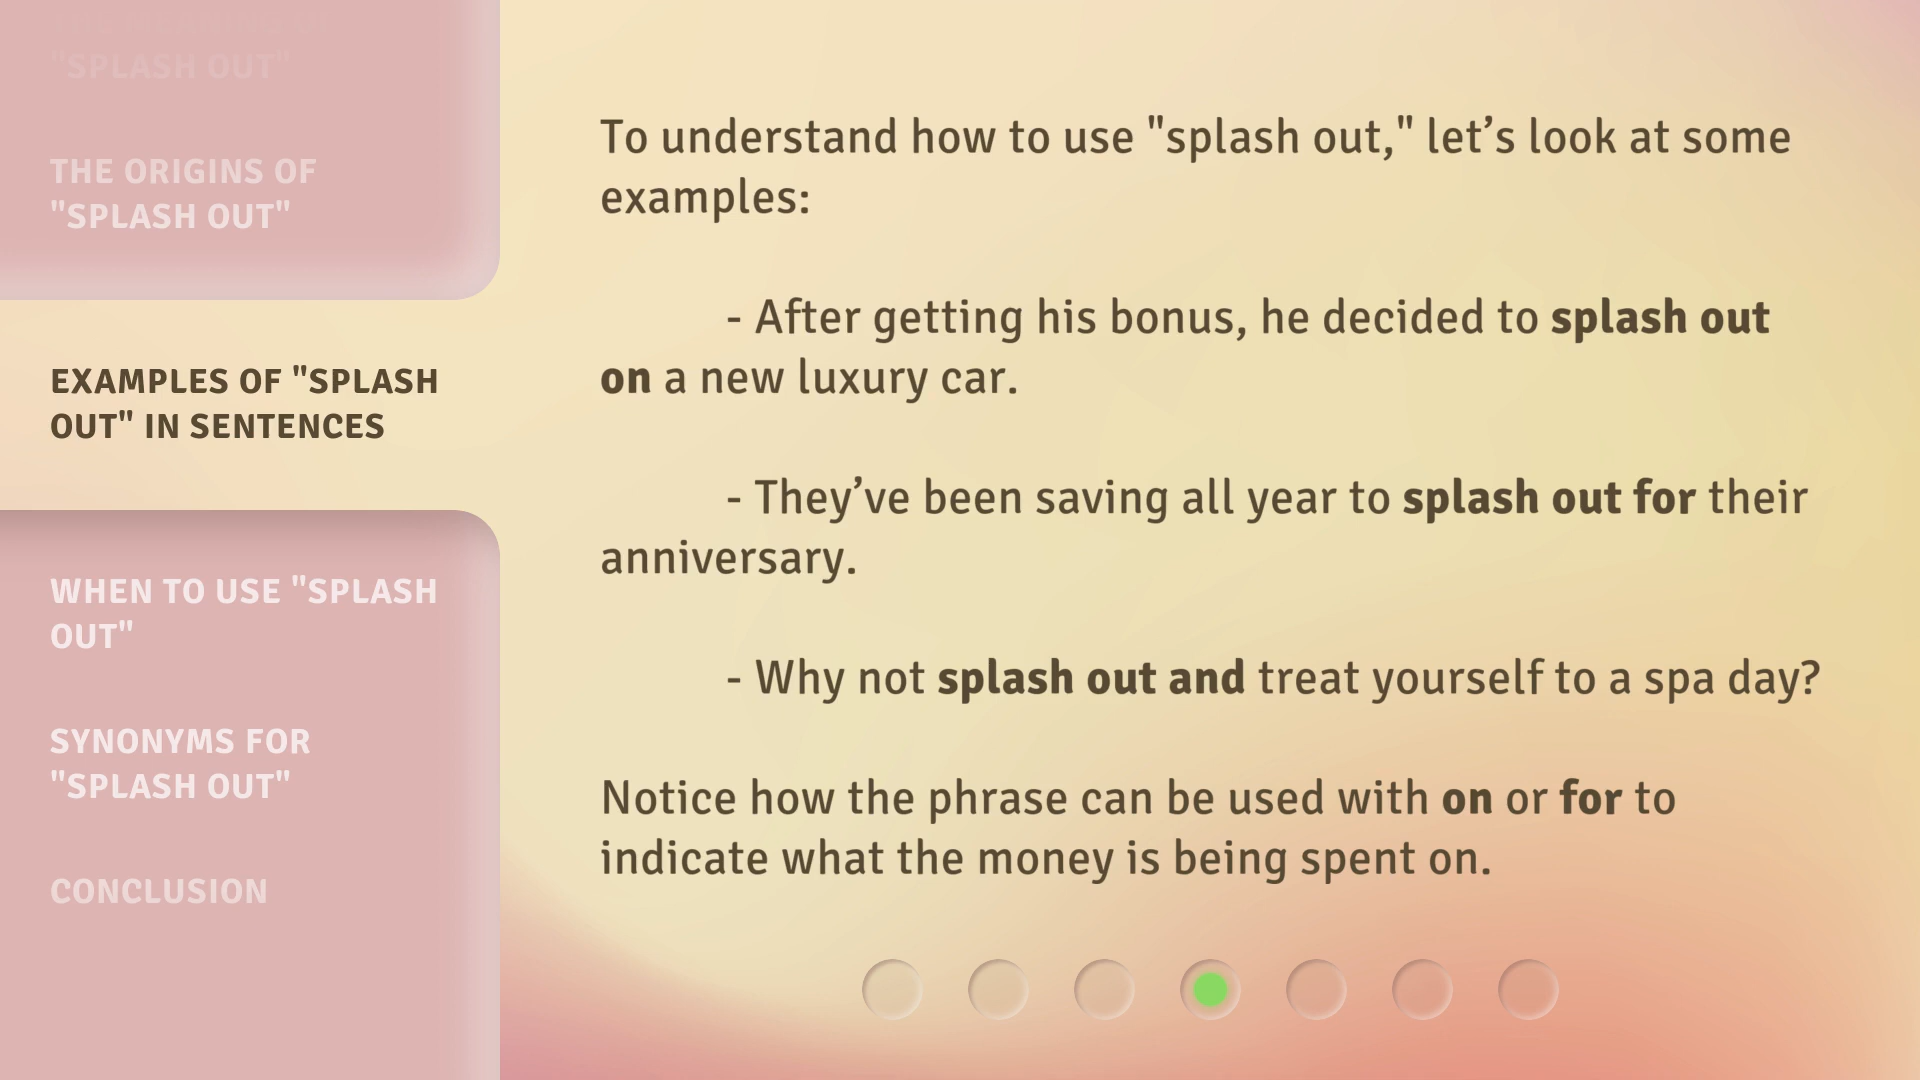 "SPLASH OUT"
THE ORIGINS OF
"SPLASH OUT"
EXAMPLES OF "SPLASH
OUT" IN SENTENCES
WHEN TO USE "SPLASH
OUT"
SYNONYMS FOR
"SPLASH OUT"
CONCLUSION
To understand how to use "splash out," let’s look at some
examples:
- After getting his bonus, he decided to splash out
on a new luxury car.
- They’ve been saving all year to splash out for their
anniversary.
- Why not splash out and treat yourself to a spa day?
Notice how the phrase can be used with on or for to
indicate what the money is being spent on.